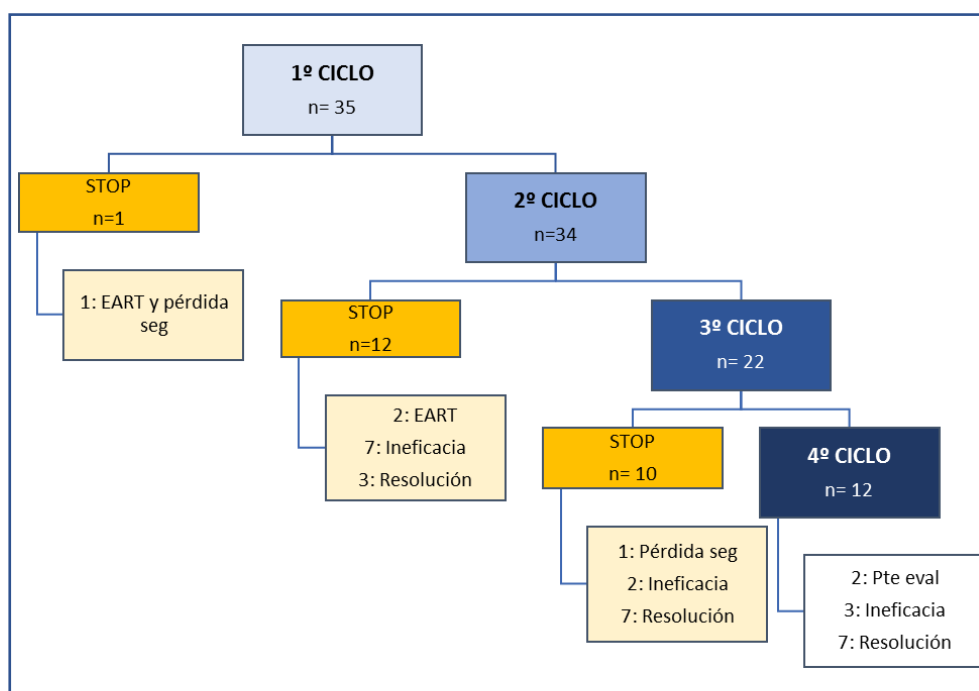 1º CICLO
n= 35
STOP
n=1
1: EART y pérdida
seg
2º CICLO
n=34
STOP
n=12
2: EART
7: Ineficacia
3: Resolución
3º CICLO
n= 22
STOP
n= 10
1: Pérdida seg
2: Ineficacia
7: Resolución
4º CICLO
n= 12
2: Pte eval
3: Ineficacia
7: Resolución